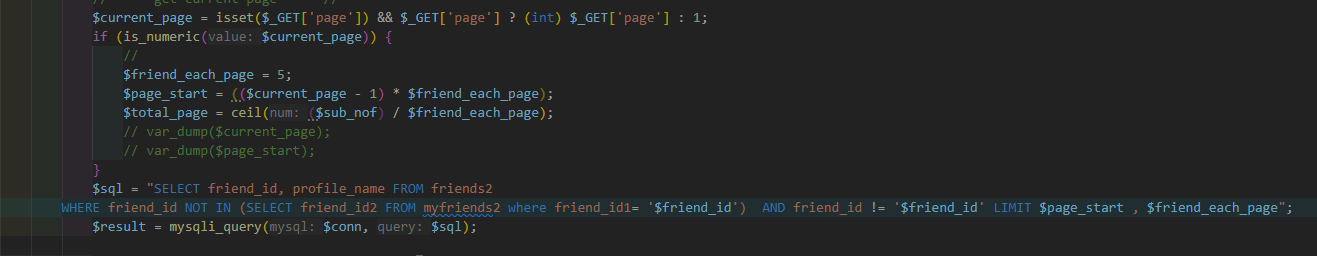 $current_page = isset($_GET['page']) && $_GET['page'] ? (int) $_GET['page'] : 1;
if (is_numeric(value: $current_page)) {
//
$friend_each_page = 5;
$page_start = (($current_page - 1) * $friend_each_page);
$total_page = ceil(num: ($sub_nof) / $friend_each_page);
// var_dump($current_page);
// var_dump($page_start);
}
$sql = "SELECT friend_id, profile_name FROM friends2
WHERE friend_id NOT IN (SELECT friend_id2 FROM myfriends2 where friend_id1= '$friend_id')  AND friend_id != '$friend_id' LIMIT $page_start , $friend_each_page";
$result = mysqli_query(mysql: $conn, query: $sql);